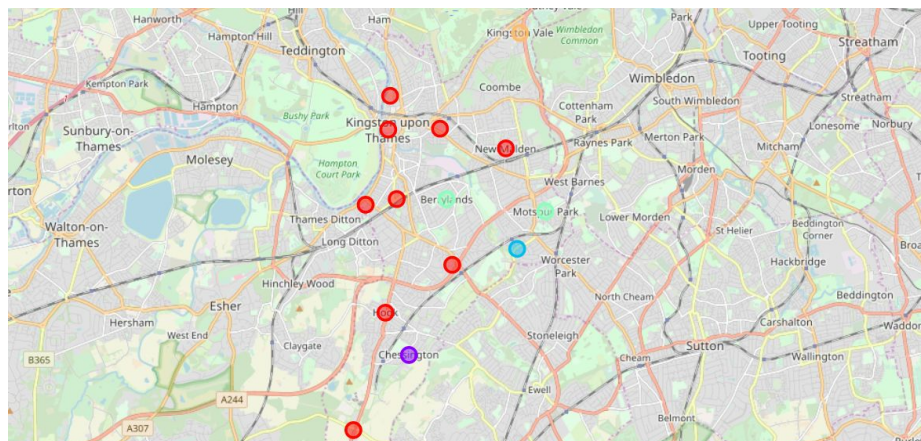 Hanworth
Hill
Ham
Kingston Vale
Wimbledon
Common
Park
Upper Tooting
Hampton Hill
Teddington
Tooting
Streatham
Kempton Park
Wimbledon
Coombe
Bushy Park
Hampton
South Wimbledon
Streatham
Cottenham
Park
Lonesome
Norbury
Sunbury-on-
Thames
Kingston upon
Thames
Raynes Park
Merton Park
Mitcham
Molesey
New Malden
Hampton
Court Park
Morden
West Barnes
Berrylands
Motspur Park
Lower Morden
Thames Ditton
Walton-on-
Thames
St Helier
Beddington
Corner
Long Ditton
Worcester
Park
Hackbridge
Hinchley Wood
North Cheam
Beddington
Esher
Hook
Hersham
West End
Stoneleigh
Carshalton
Waddon
Claygate
Sutton
B365
Chessington
Cheam
Wallington
Ewell
A244
Belmont
A307